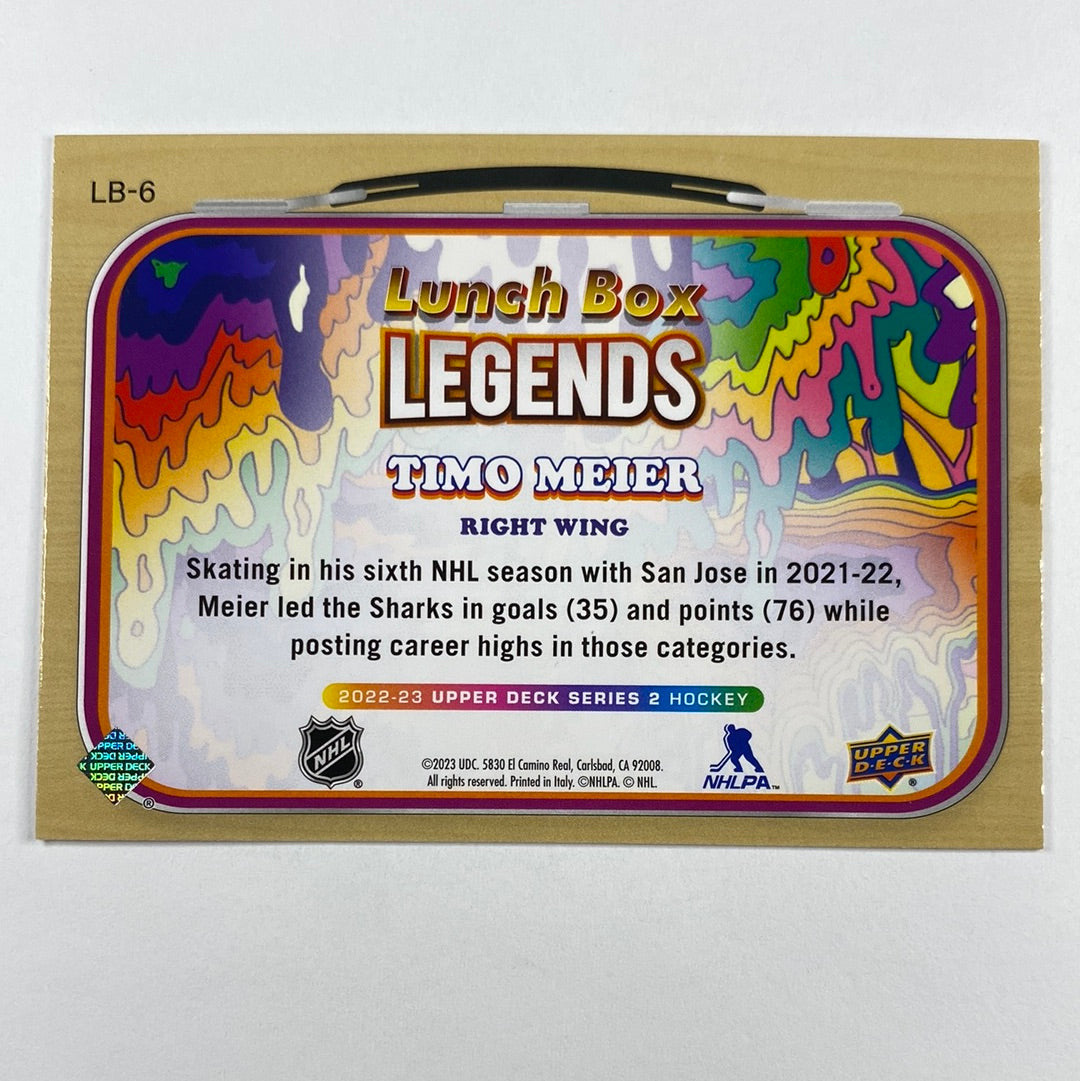 LB-6
Lunch Box
LEGENDS
TIMO MEIER
RIGHT WING
Skating in his sixth NHL season with San Jose in 2021-22,
Meier led the Sharks in goals (35) and points (76) while
posting career highs in those categories.
2022-23 UPPER DECK SERIES 2 HOCKEY
NHL
®
©2023 UDC. 5830 El Camino Real, Carlsbad, CA 92008.
All rights reserved. Printed in Italy. ©NHLPA. © NHL.
NHLPA™
UPPER
D·E·C·K
®
UPPER DECK
®